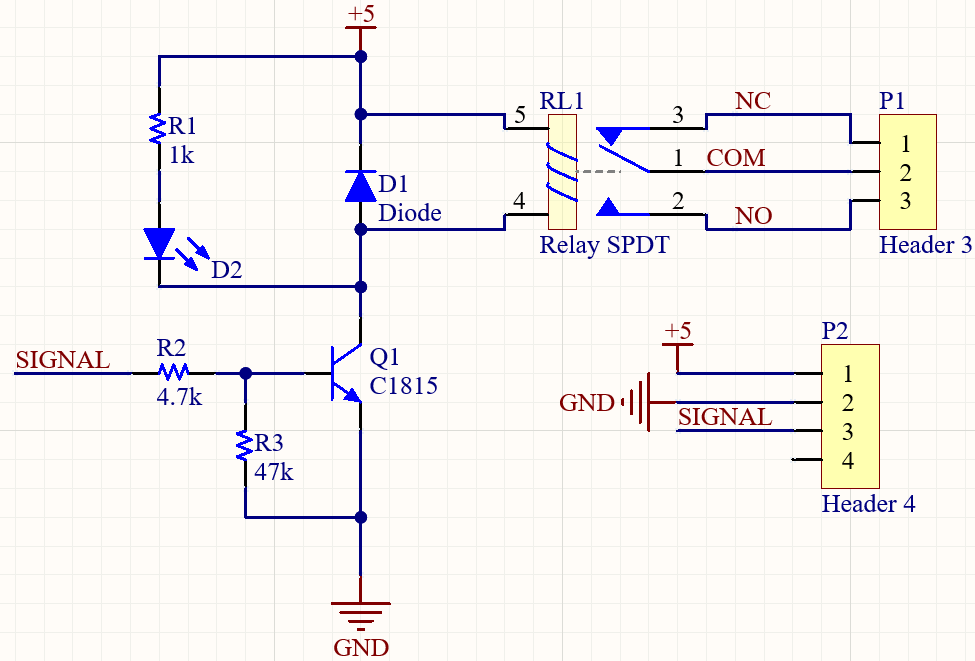 +5
R1
1k
D1
Diode
D2
5
4
RL1
Relay SPDT
3
NC
1
COM
2
NO
P1
1
2
3
Header 3
SIGNAL
R2
4.7k
R3
47k
Q1
C1815
GND
+5
GND
SIGNAL
P2
1
2
3
4
Header 4